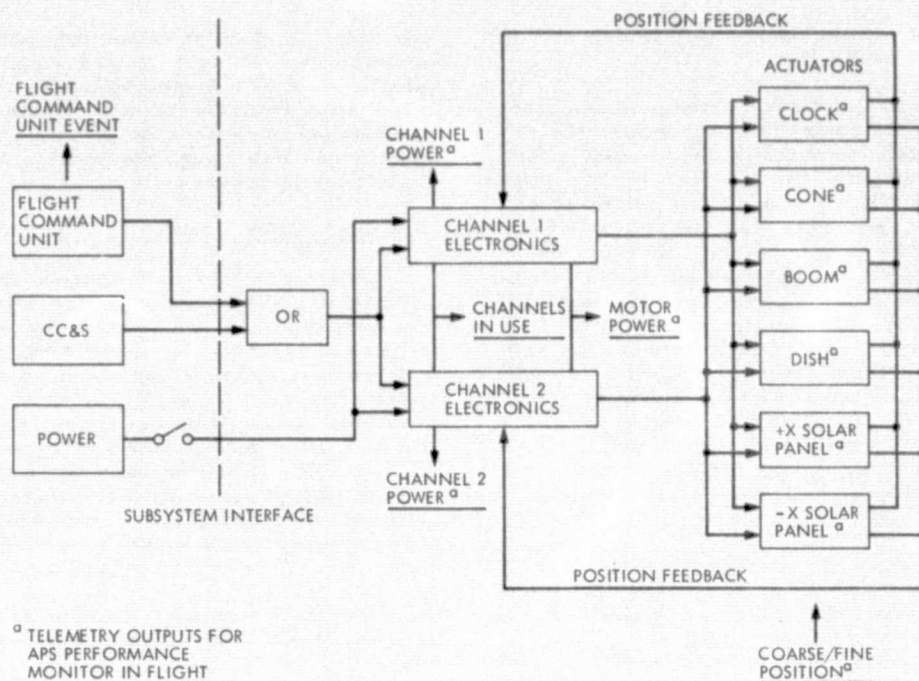 POSITION FEEDBACK
ACTUATORS
FLIGHT
COMMAND
UNIT EVENT
CHANNEL 1
POWER a
CLOCK a
FLIGHT
COMMAND
UNIT
CHANNEL 1
ELECTRONICS
CONE a
CC&S
OR
CHANNELS
IN USE
MOTOR
POWER a
BOOM a
DISH a
POWER
CHANNEL 2
ELECTRONICS
+X SOLAR
PANEL a
CHANNEL 2
POWER a
SUBSYSTEM INTERFACE
-X SOLAR
PANEL a
POSITION FEEDBACK
a TELEMETRY OUTPUTS FOR
APS PERFORMANCE
MONITOR IN FLIGHT
COARSE/FINE
POSITION a